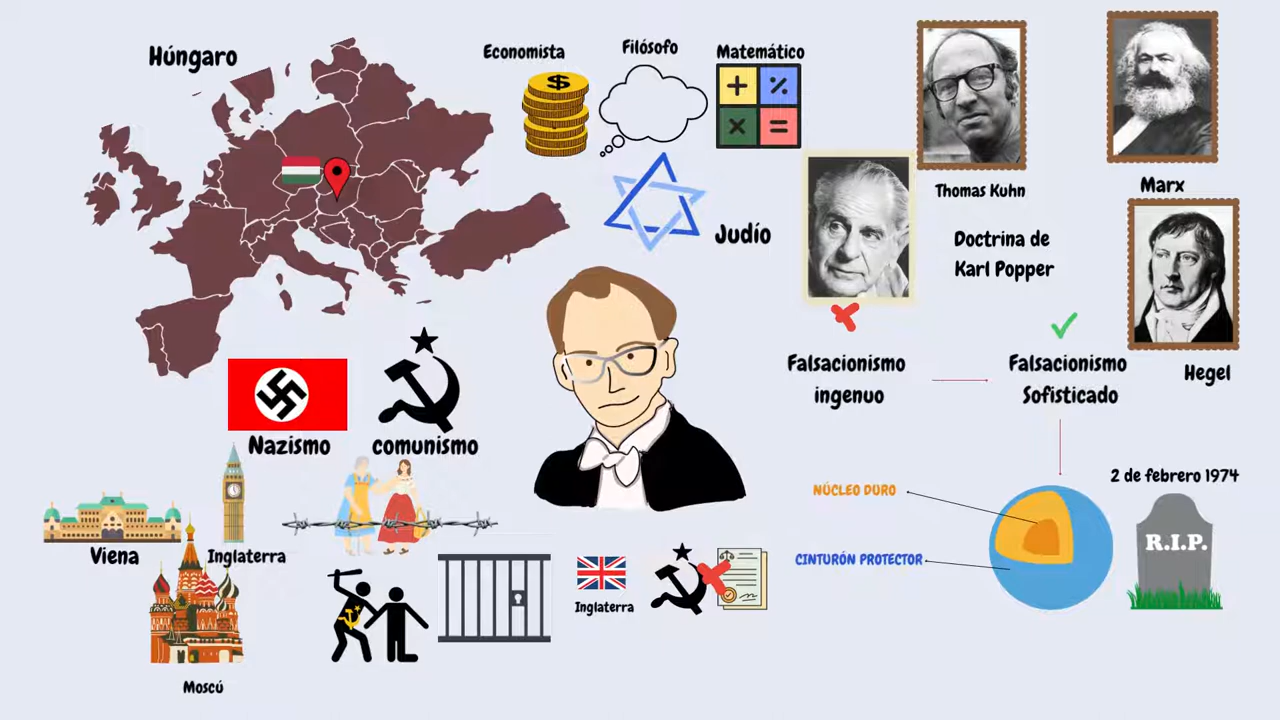 Húngaro
Economista
Filósofo
Matemático
$
+
%
×
=
Judío
Thomas Kuhn
Marx
Doctrina de
Karl Popper
Hegel
Falsacionismo
ingenuo
Falsacionismo
Sofisticado
Nazismo
comunismo
Viena
Inglaterra
Moscú
Inglaterra
NÚCLEO DURO
CINTURÓN PROTECTOR
2 de febrero 1974
R.I.P.